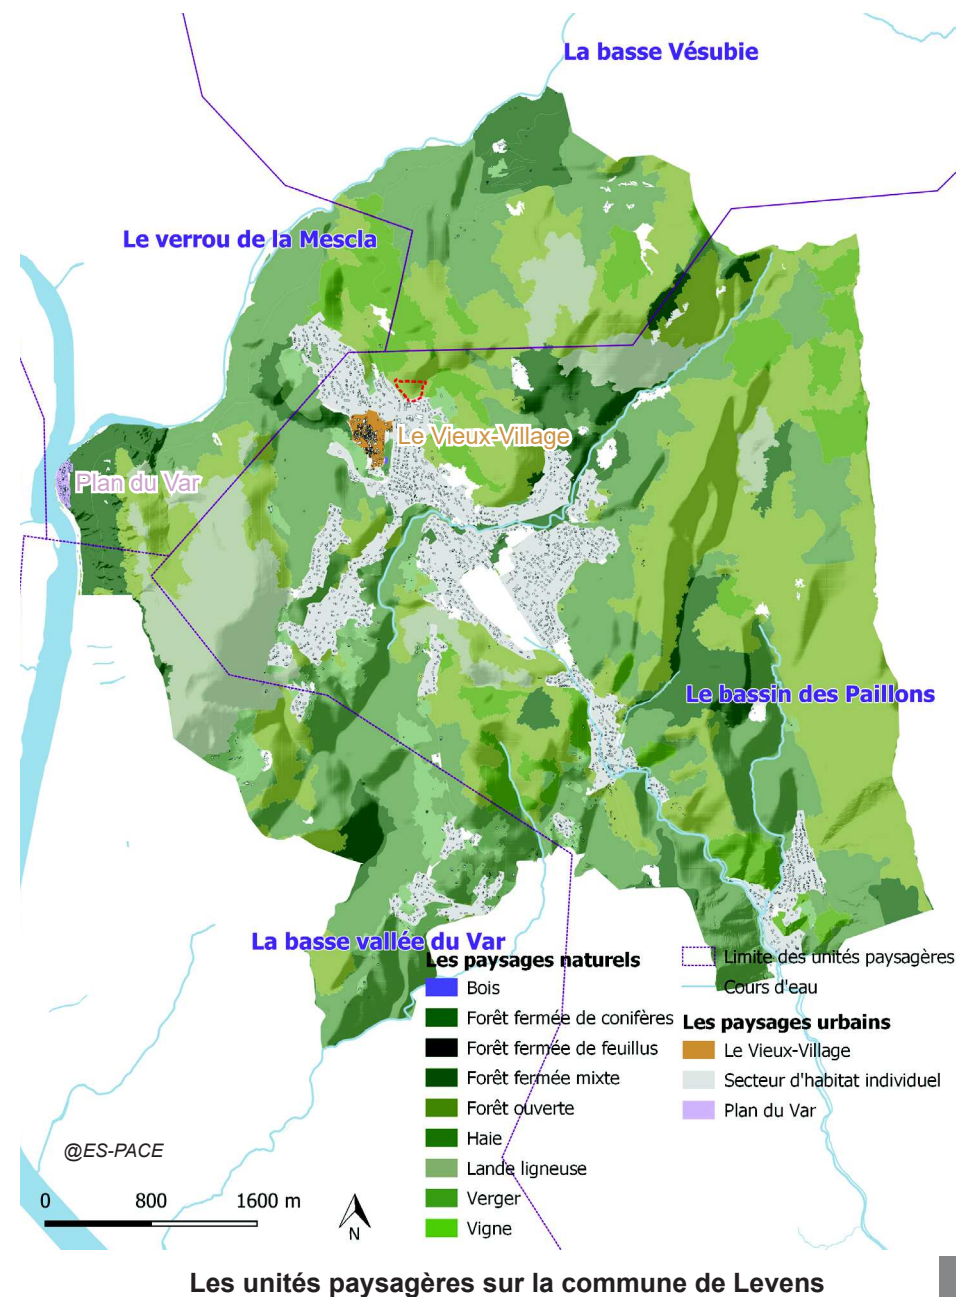 La basse Vésubie
Le verrou de la Mescla
Le Vieux-Village
Plan du Var
Le bassin des Paillons
La basse vallée du Var
Les paysages naturels
Bois
Forêt fermée de conifères
Forêt fermée de feuillus
Forêt fermée mixte
Forêt ouverte
Haie
Lande ligneuse
Verger
Vigne
Limite des unités paysagères
Cours d'eau
Les paysages urbains
Le Vieux-Village
Secteur d'habitat individuel
Plan du Var
@ES-PACE
0 800 1600 m
N
Les unités paysagères sur la commune de Levens